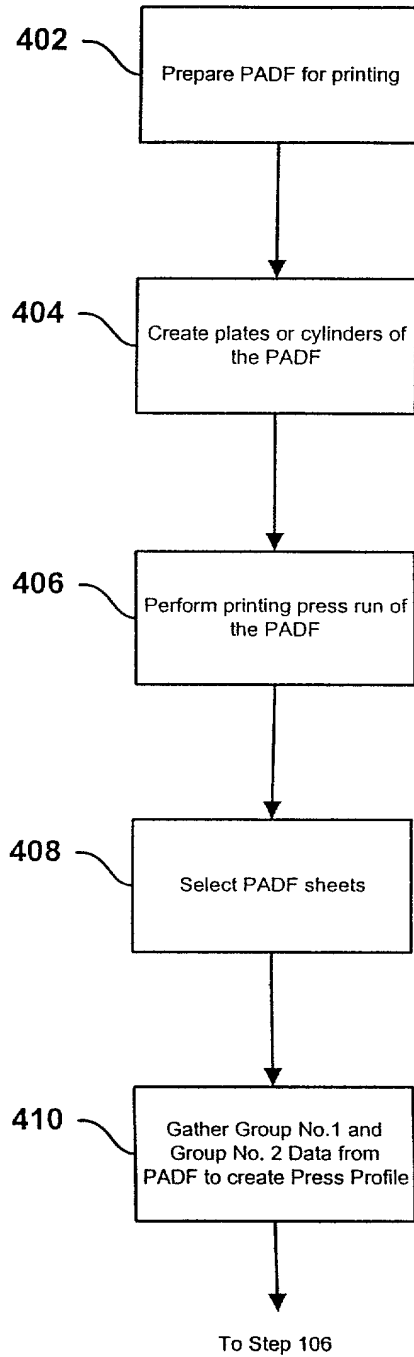 402
Prepare PADF for printing
404
Create plates or cylinders of
the PADF
406
Perform printing press run of
the PADF
408
Select PADF sheets
410
Gather Group No.1 and
Group No. 2 Data from
PADF to create Press Profile
To Step 106